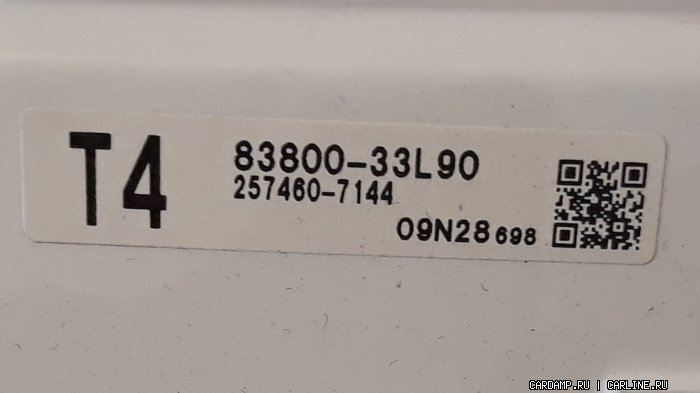 T4
83800-33L90
257460-7144
09N28 698
CARDAMP.RU | CARLINE.RU